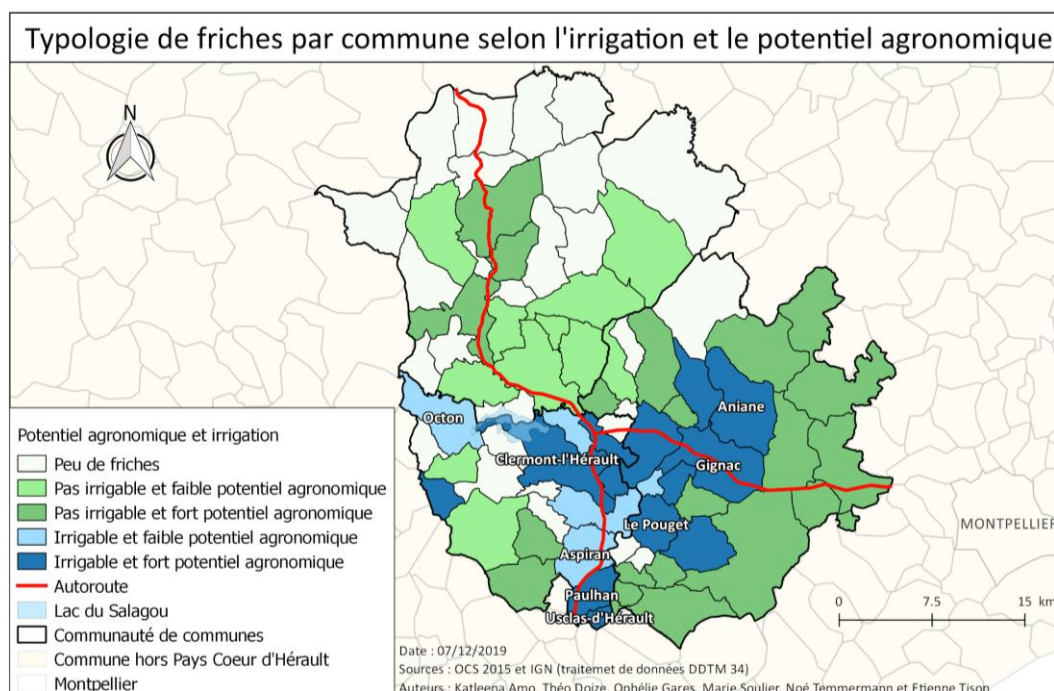 Typologie de friches par commune selon l'irrigation et le potentiel agronomique
N
Octon
Aniane
Clermont-l'Hérault
Gignac
Le Pouget
Aspiran
Paulhan
Usclas-d'Hérault
MONTPELLIER
0 7.5 15 km
Potentiel agronomique et irrigation
Peu de friches
Pas irrigable et faible potentiel agronomique
Pas irrigable et fort potentiel agronomique
Irrigable et faible potentiel agronomique
Irrigable et fort potentiel agronomique
Autoroute
Lac du Salagou
Communauté de communes
Commune hors Pays Coeur d'Hérault
Montpellier
Date : 07/12/2019
Sources : OCS 2015 et IGN (traitemet de données DDTM 34)
Auteurs : Katleena Amo, Théo Doize, Ophélie Gares, Marie Soulier, Noé Temmermann et Etienne Tison